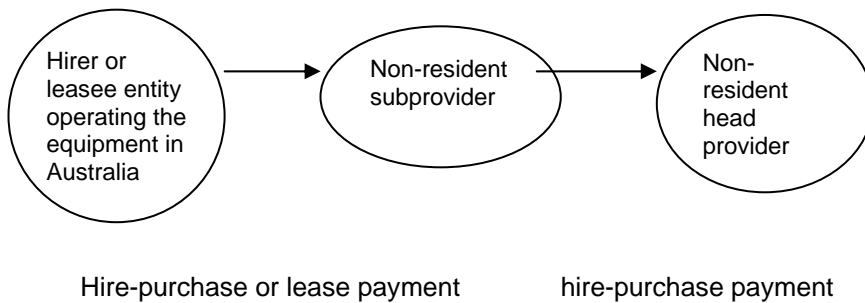 Hirer or
leasee entity
operating the
equipment in
Australia
Non-resident
subprovider
Non-
resident
head
provider
Hire-purchase or lease payment
hire-purchase payment